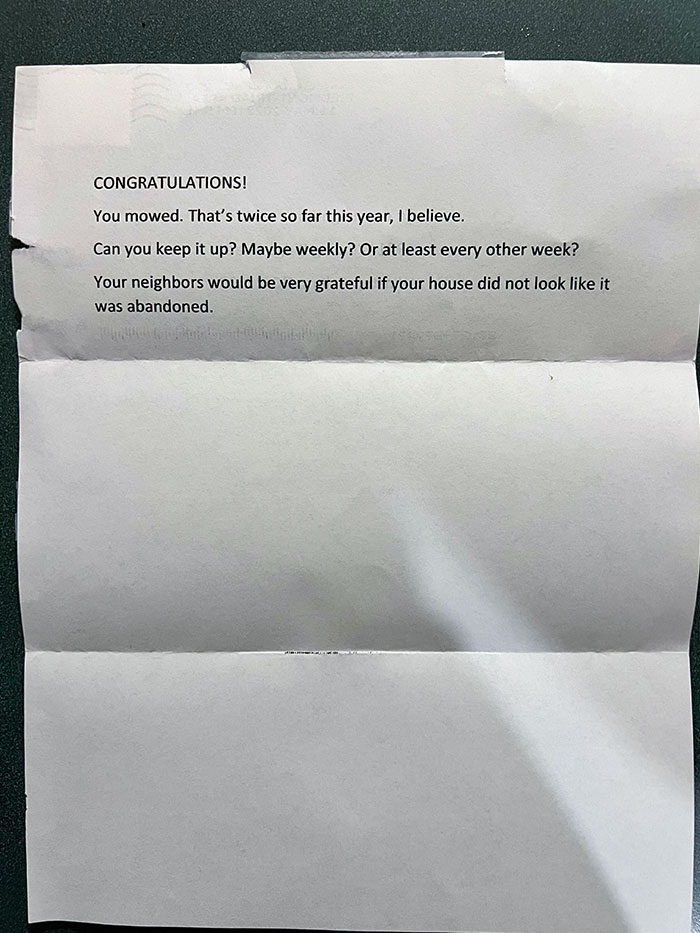 CONGRATULATIONS!
You mowed. That's twice so far this year, I believe.
Can you keep it up? Maybe weekly? Or at least every other week?
Your neighbors would be very grateful if your house did not look like it
was abandoned.